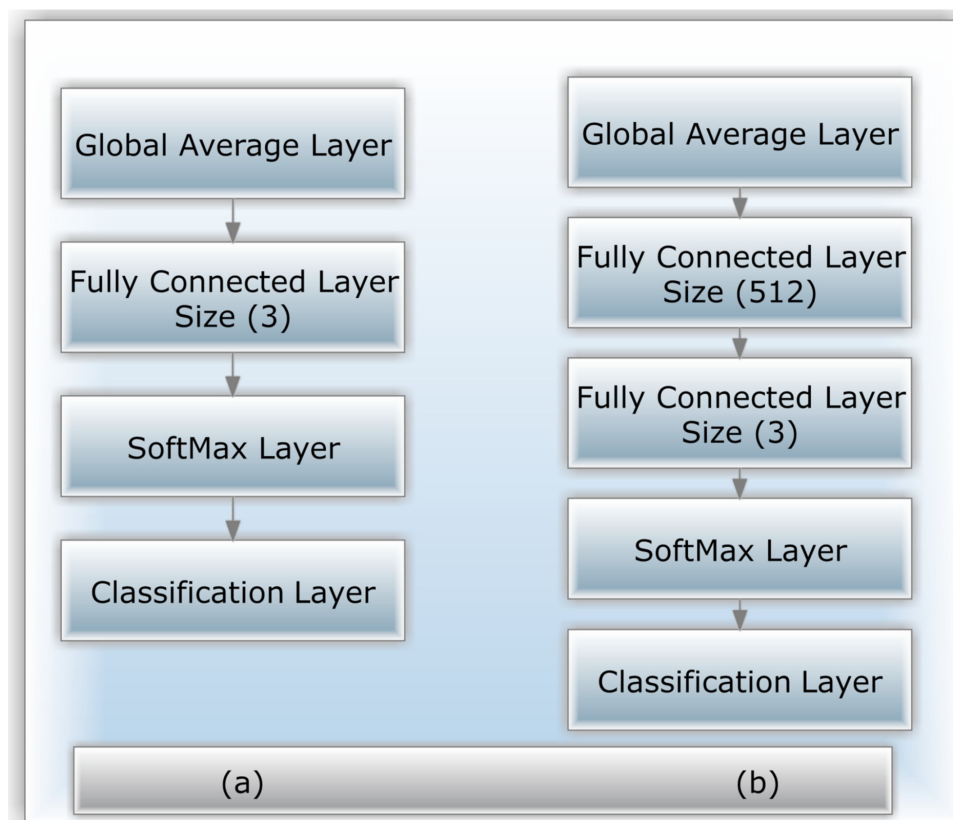 Global Average Layer
Fully Connected Layer
Size (3)
SoftMax Layer
Classification Layer
(a)
Global Average Layer
Fully Connected Layer
Size (512)
Fully Connected Layer
Size (3)
SoftMax Layer
Classification Layer
(b)